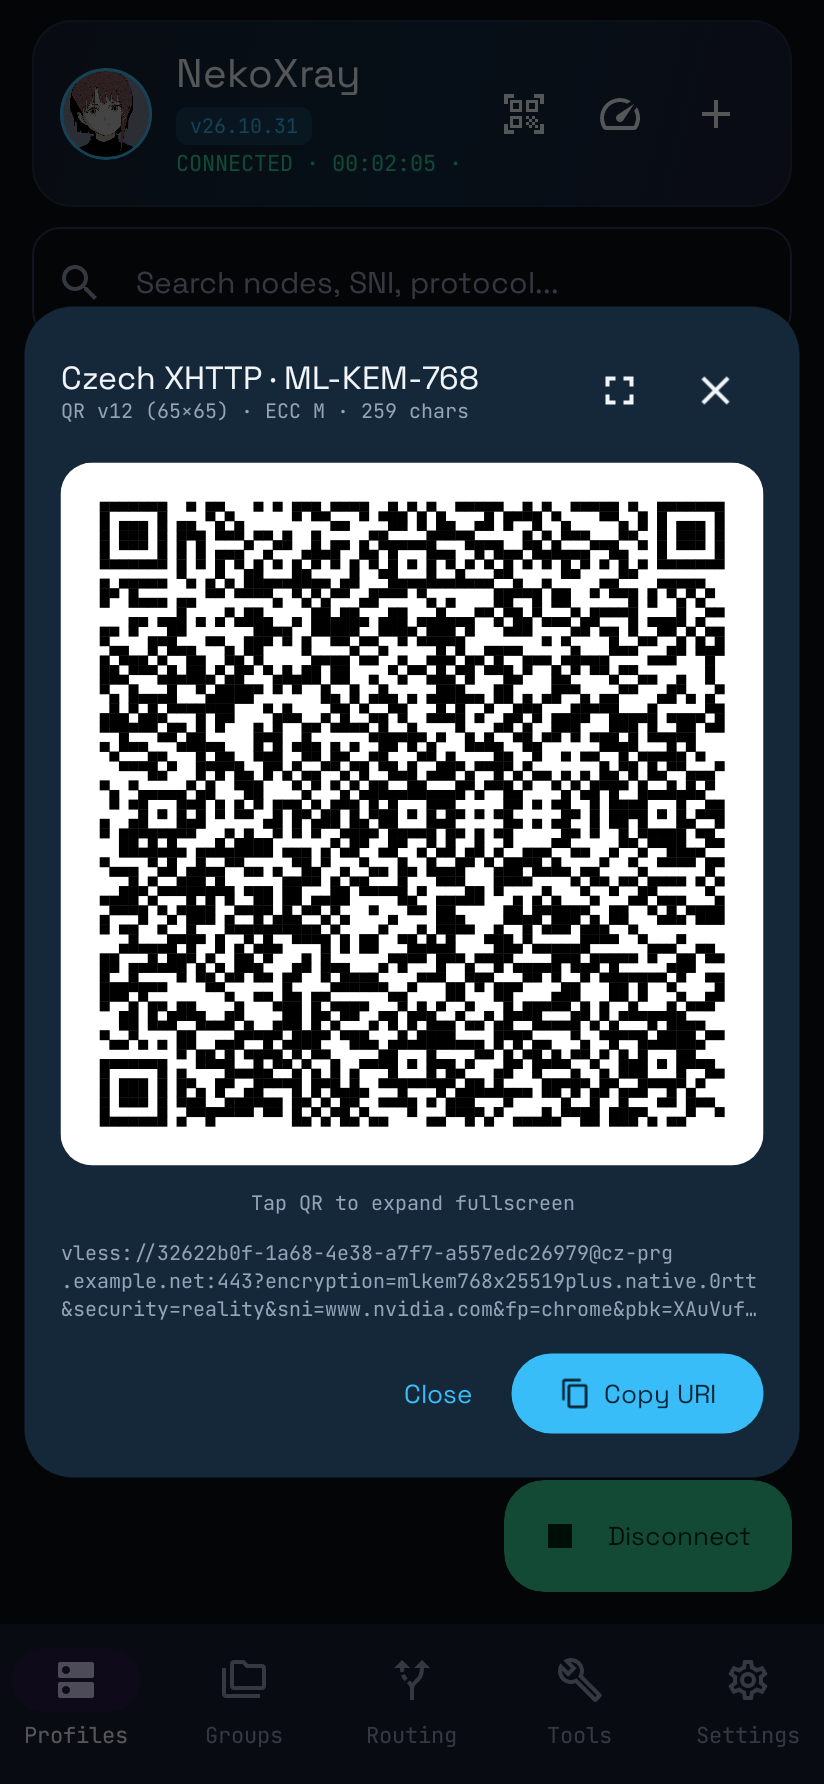 NekoXray
v26.10.31
CONNECTED · 00:02:05 ·
Search nodes, SNI, protocol...
Czech XHTTP · ML-KEM-768
QR v12 (65×65) · ECC M · 259 chars
Tap QR to expand fullscreen
vless://32622b0f-1a68-4e38-a7f7-a557edc26979@cz-prg
.example.net:443?encryption=mlkem768x25519plus.native.0rtt
&security=reality&sni=www.nvidia.com&fp=chrome&pbk=XAuVuf…
Close
Copy URI
Disconnect
Profiles
Groups
Routing
Tools
Settings